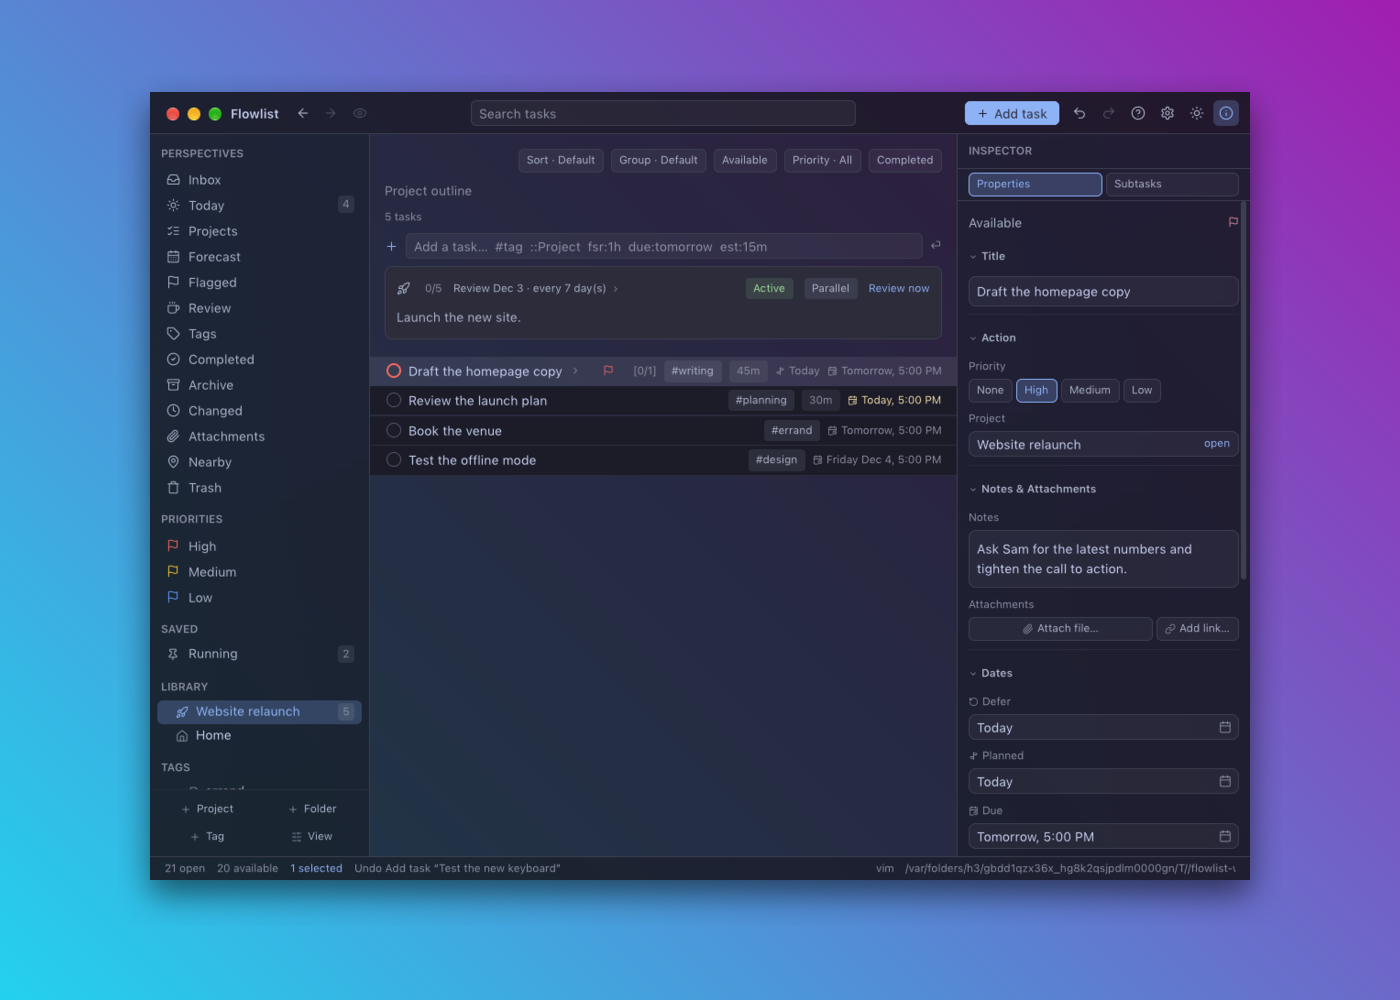 Flowlist
Search tasks
+ Add task
PERSPECTIVES
Inbox
Today 4
Projects
Forecast
Flagged
Review
Tags
Completed
Archive
Changed
Attachments
Nearby
Trash
PRIORITIES
High
Medium
Low
SAVED
Running 2
LIBRARY
Website relaunch 5
Home
TAGS
+ Project + Folder
+ Tag View
Sort · Default Group · Default Available Priority · All Completed
Project outline
5 tasks
+ Add a task... #tag ::Project fsr:1h due:tomorrow est:15m
0/5 Review Dec 3 · every 7 day(s) › Active Parallel Review now
Launch the new site.
Draft the homepage copy › [0/1] #writing 45m Today Tomorrow, 5:00 PM
Review the launch plan #planning 30m Today, 5:00 PM
Book the venue #errand Tomorrow, 5:00 PM
Test the offline mode #design Friday Dec 4, 5:00 PM
INSPECTOR
Properties Subtasks
Available
Title
Draft the homepage copy
Action
Priority
None High Medium Low
Project
Website relaunch open
Notes & Attachments
Notes
Ask Sam for the latest numbers and
tighten the call to action.
Attachments
Attach file... Add link...
Dates
Defer
Today
Planned
Today
Due
Tomorrow, 5:00 PM
21 open 20 available 1 selected Undo Add task “Test the new keyboard” vim /var/folders/h3/gbdd1qzx36x_hg8k2qsjpdlm0000gn/T//flowlist-